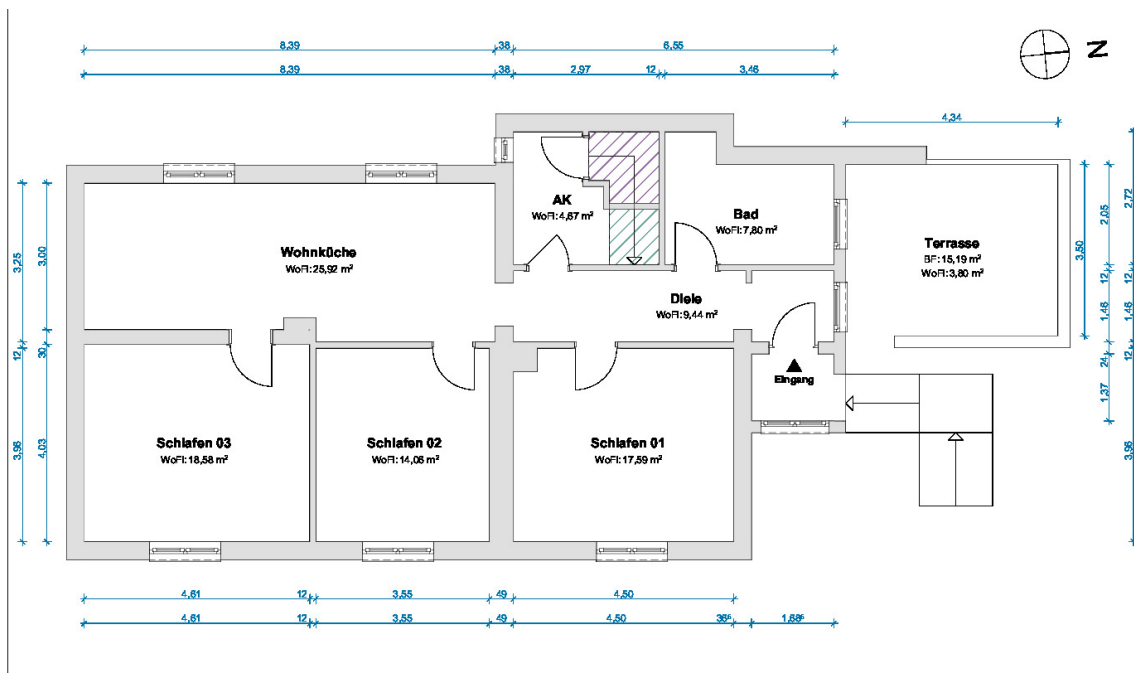 8,39
38
6,55
8,39
38
2,97
12
3,46
N
4,34
AK
WoFl: 4,67 m²
Bad
WoFl: 7,80 m²
Wohnküche
WoFl: 25,92 m²
Terrasse
BF: 15,19 m²
WoFl: 3,80 m²
Diele
WoFl: 9,44 m²
Eingang
Schlafen 03
WoFl: 18,58 m²
Schlafen 02
WoFl: 14,06 m²
Schlafen 01
WoFl: 17,59 m²
3,25
12
3,96
3,00
30
4,03
3,50
2,05
12
1,46
24
1,37
2,72
12
1,46
12
3,96
4,61
12
3,55
49
4,50
4,61
12
3,55
49
4,50
36⁵
1,68⁵